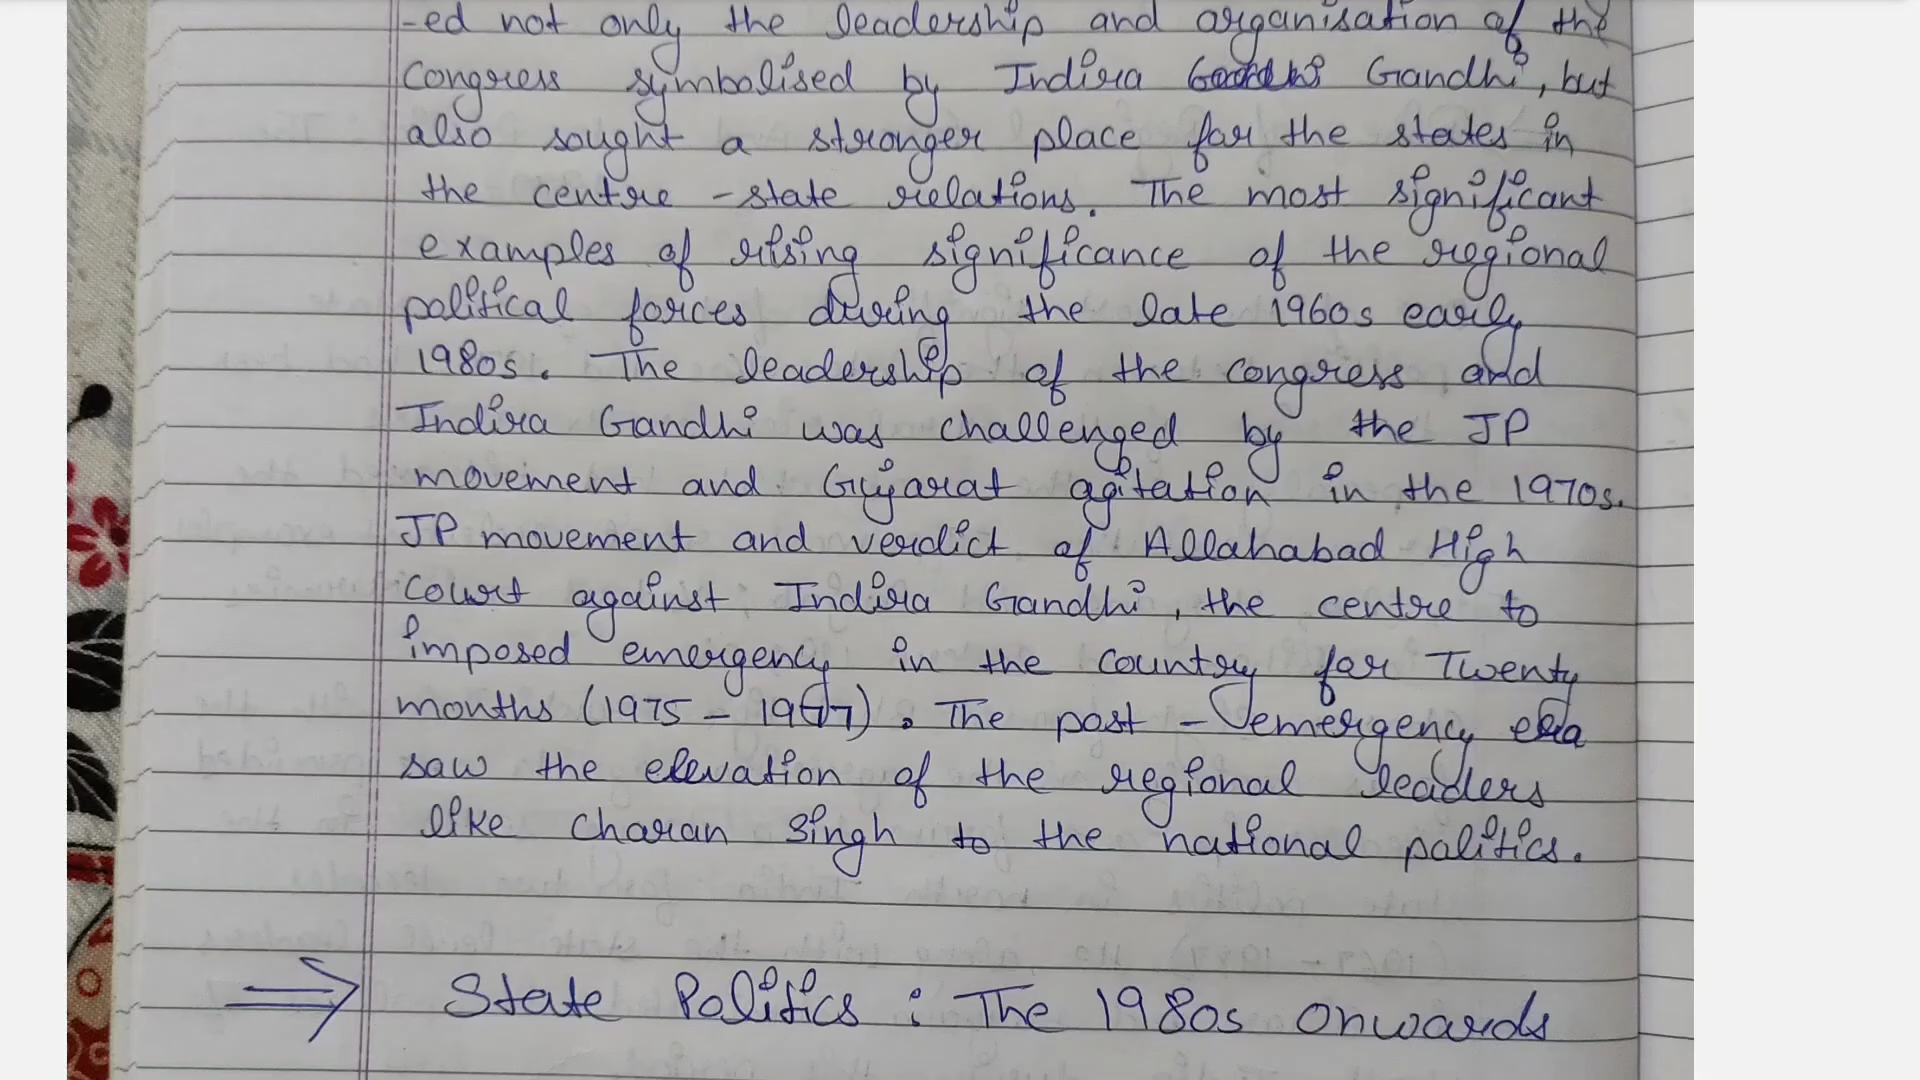 -ed not only the leadership and organisation of the
Congress symbolised by Indira Gandhi, but
also sought a stronger place for the states in
the centre -state relations. The most significant
examples of rising significance of the regional
political forces during the late 1960s early
1980s. The leadership of the congress and
Indira Gandhi was challenged by the JP
movement and Gujarat agitation in the 1970s.
JP movement and verdict of Allahabad High
court against Indira Gandhi, the centre to
imposed emergency in the country for Twenty
months (1975 - 1977). The post - emergency era
saw the elevation of the regional leaders
like charan Singh to the national politics.
⇒ State Politics : The 1980s Onwards